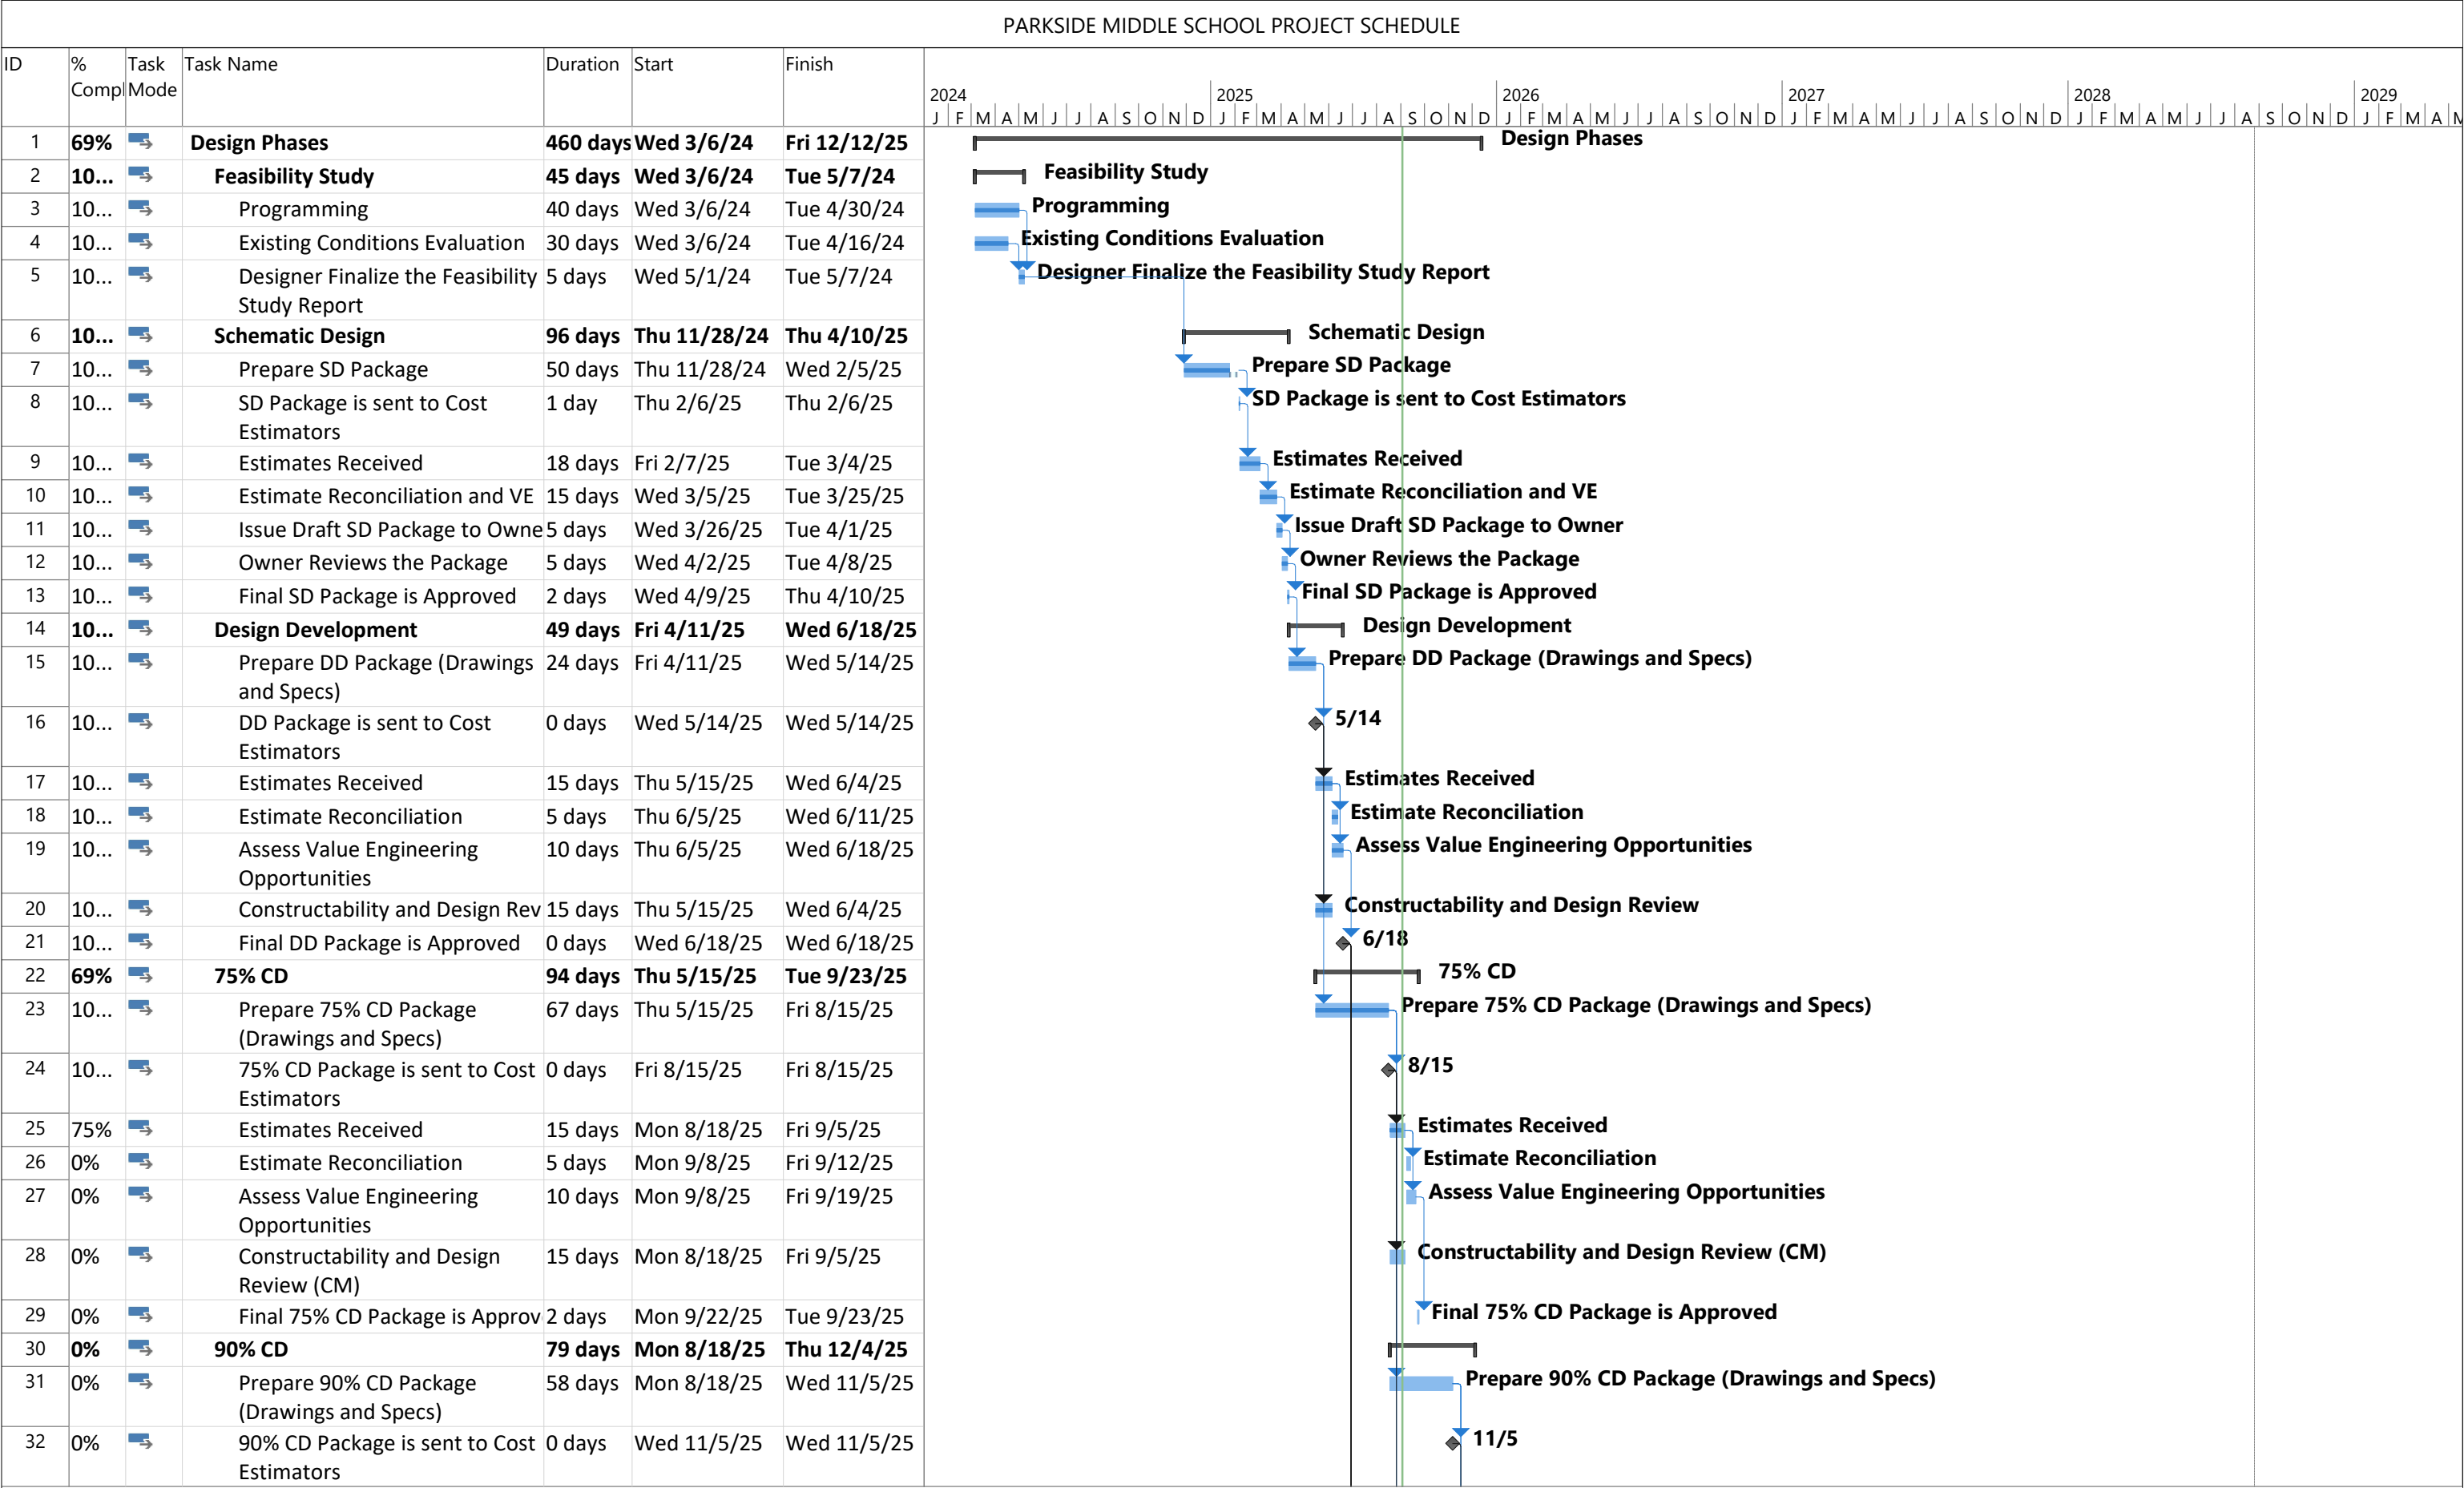 PARKSIDE MIDDLE SCHOOL PROJECT SCHEDULE
ID % Compl Task Mode Task Name Duration Start Finish
2024 2025 2026 2027 2028 2029
J F M A M J J A S O N D J F M A M J J A S O N D J F M A M J J A S O N D J F M A M J J A S O N D J F M A M J J A S O N D J F M A M
1 69% Design Phases 460 days Wed 3/6/24 Fri 12/12/25 Design Phases
2 10... Feasibility Study 45 days Wed 3/6/24 Tue 5/7/24 Feasibility Study
3 10... Programming 40 days Wed 3/6/24 Tue 4/30/24 Programming
4 10... Existing Conditions Evaluation 30 days Wed 3/6/24 Tue 4/16/24 Existing Conditions Evaluation
5 10... Designer Finalize the Feasibility 5 days Wed 5/1/24 Tue 5/7/24 Designer Finalize the Feasibility Study Report
Study Report
6 10... Schematic Design 96 days Thu 11/28/24 Thu 4/10/25 Schematic Design
7 10... Prepare SD Package 50 days Thu 11/28/24 Wed 2/5/25 Prepare SD Package
8 10... SD Package is sent to Cost 1 day Thu 2/6/25 Thu 2/6/25 SD Package is sent to Cost Estimators
Estimators
9 10... Estimates Received 18 days Fri 2/7/25 Tue 3/4/25 Estimates Received
10 10... Estimate Reconciliation and VE 15 days Wed 3/5/25 Tue 3/25/25 Estimate Reconciliation and VE
11 10... Issue Draft SD Package to Owne 5 days Wed 3/26/25 Tue 4/1/25 Issue Draft SD Package to Owner
12 10... Owner Reviews the Package 5 days Wed 4/2/25 Tue 4/8/25 Owner Reviews the Package
13 10... Final SD Package is Approved 2 days Wed 4/9/25 Thu 4/10/25 Final SD Package is Approved
14 10... Design Development 49 days Fri 4/11/25 Wed 6/18/25 Design Development
15 10... Prepare DD Package (Drawings 24 days Fri 4/11/25 Wed 5/14/25 Prepare DD Package (Drawings and Specs)
and Specs)
16 10... DD Package is sent to Cost 0 days Wed 5/14/25 Wed 5/14/25 5/14
Estimators
17 10... Estimates Received 15 days Thu 5/15/25 Wed 6/4/25 Estimates Received
18 10... Estimate Reconciliation 5 days Thu 6/5/25 Wed 6/11/25 Estimate Reconciliation
19 10... Assess Value Engineering 10 days Thu 6/5/25 Wed 6/18/25 Assess Value Engineering Opportunities
Opportunities
20 10... Constructability and Design Rev 15 days Thu 5/15/25 Wed 6/4/25 Constructability and Design Review
21 10... Final DD Package is Approved 0 days Wed 6/18/25 Wed 6/18/25 6/18
22 69% 75% CD 94 days Thu 5/15/25 Tue 9/23/25 75% CD
23 10... Prepare 75% CD Package 67 days Thu 5/15/25 Fri 8/15/25 Prepare 75% CD Package (Drawings and Specs)
(Drawings and Specs)
24 10... 75% CD Package is sent to Cost 0 days Fri 8/15/25 Fri 8/15/25 8/15
Estimators
25 75% Estimates Received 15 days Mon 8/18/25 Fri 9/5/25 Estimates Received
26 0% Estimate Reconciliation 5 days Mon 9/8/25 Fri 9/12/25 Estimate Reconciliation
27 0% Assess Value Engineering 10 days Mon 9/8/25 Fri 9/19/25 Assess Value Engineering Opportunities
Opportunities
28 0% Constructability and Design 15 days Mon 8/18/25 Fri 9/5/25 Constructability and Design Review (CM)
Review (CM)
29 0% Final 75% CD Package is Approv 2 days Mon 9/22/25 Tue 9/23/25 Final 75% CD Package is Approved
30 0% 90% CD 79 days Mon 8/18/25 Thu 12/4/25
31 0% Prepare 90% CD Package 58 days Mon 8/18/25 Wed 11/5/25 Prepare 90% CD Package (Drawings and Specs)
(Drawings and Specs)
32 0% 90% CD Package is sent to Cost 0 days Wed 11/5/25 Wed 11/5/25 11/5
Estimators